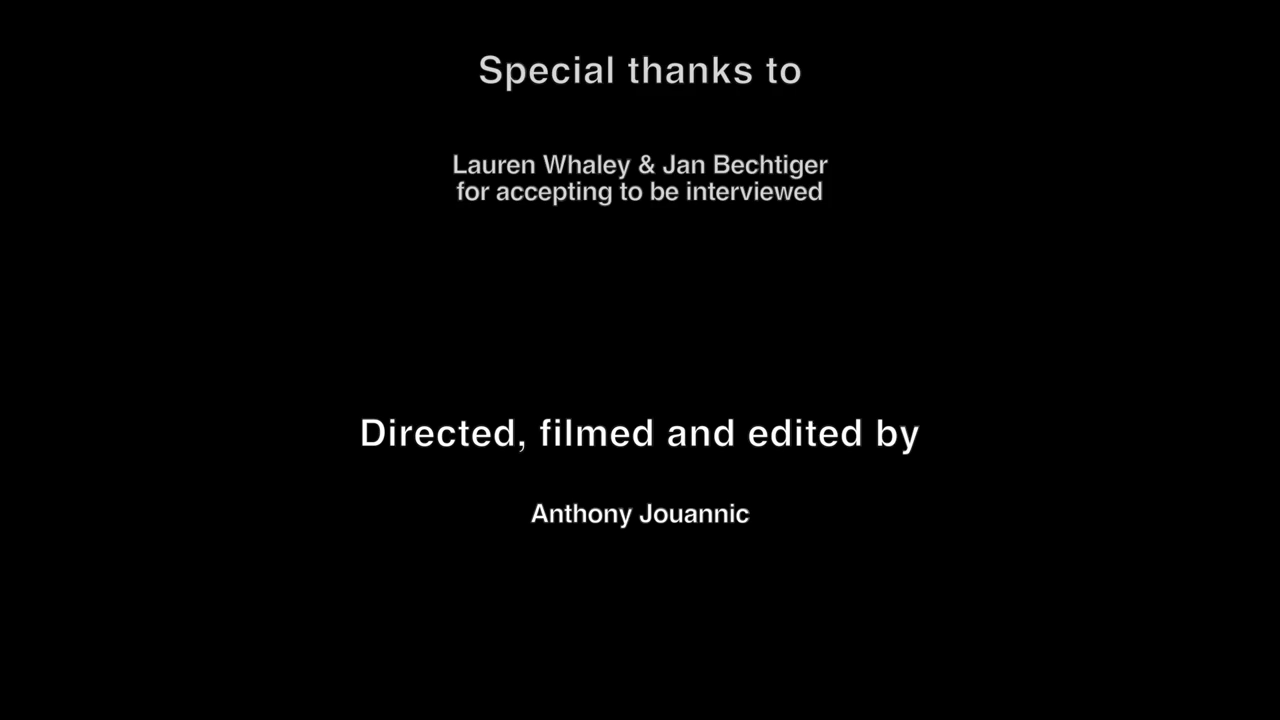 Special thanks to
Lauren Whaley & Jan Bechtiger
for accepting to be interviewed
Directed, filmed and edited by
Anthony Jouannic